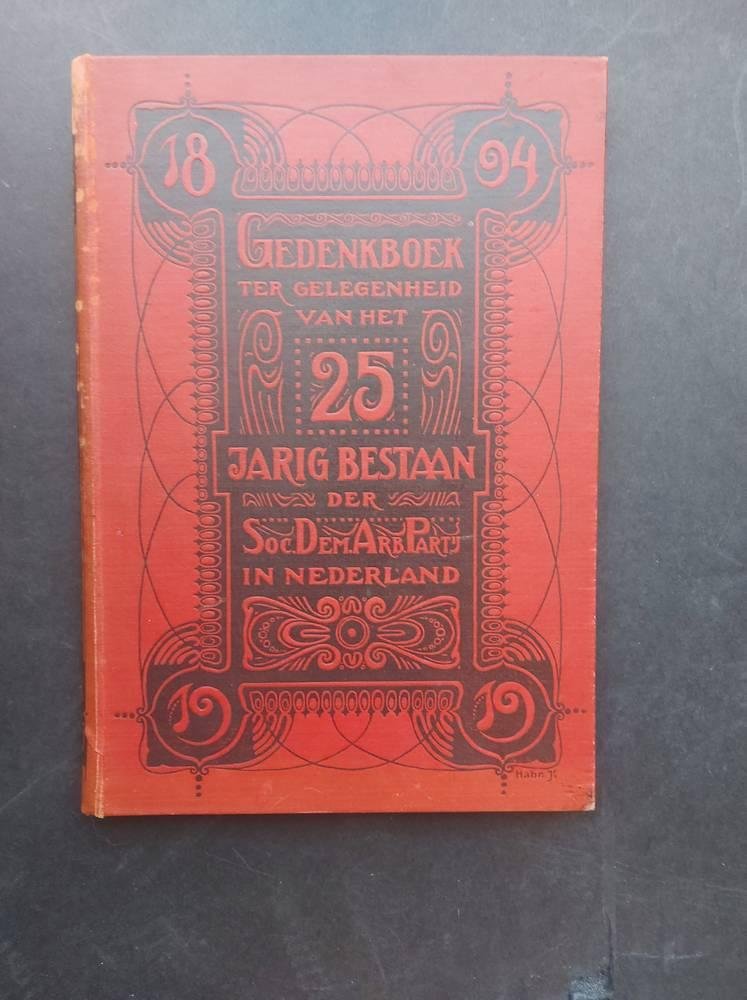 18 94
GEDENKBOEK
TER GELEGENHEID
VAN HET
25
JARIG BESTAAN
DER
SOC. DEM. ARB. PARTIJ
IN NEDERLAND
19 19
Hahn Jr